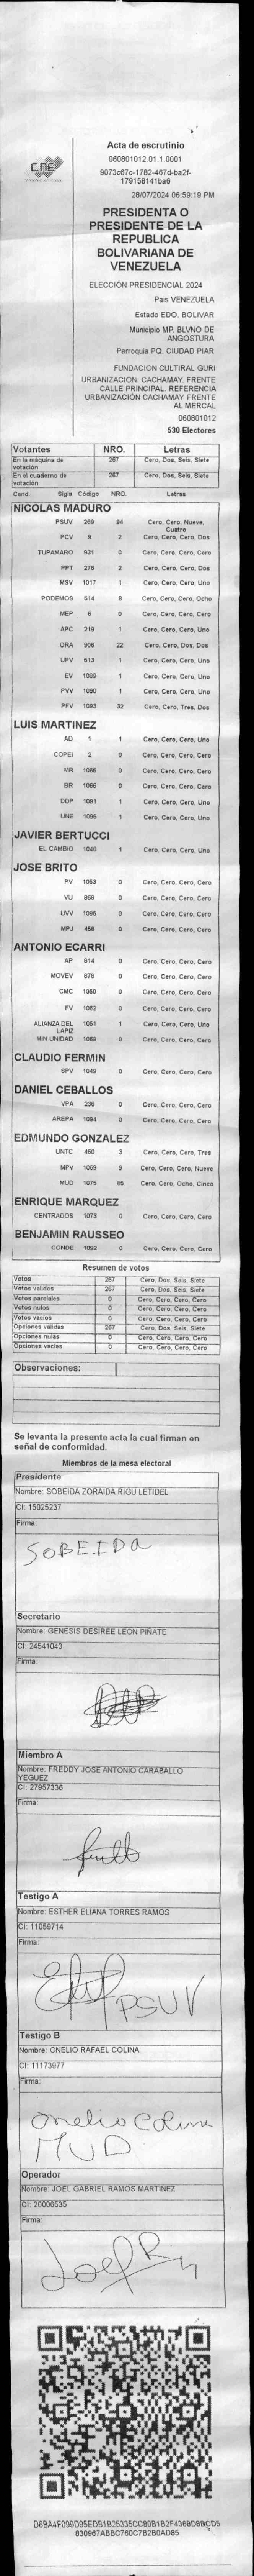 CNE
Acta de escrutinio
060801012.01.1.0001
9073c67c-1782-467d-ba2f-
179158141ba6
28/07/2024 06:59:19 PM
PRESIDENTA O
PRESIDENTE DE LA
REPUBLICA
BOLIVARIANA DE
VENEZUELA
ELECCIÓN PRESIDENCIAL 2024
Pais VENEZUELA
Estado EDO. BOLIVAR
Municipio MP. BLVNO DE
ANGOSTURA
Parroquia PQ. CIUDAD PIAR
FUNDACION CULTIRAL GURI
URBANIZACIÓN: CACHAMAY. FRENTE
CALLE PRINCIPAL. REFERENCIA
URBANIZACIÓN CACHAMAY FRENTE
AL MERCAL
060801012
530 Electores
Votantes NRO. Letras
En la máquina de votación 267 Cero, Dos, Seis, Siete
En el cuaderno de votación 267 Cero, Dos, Seis, Siete
Cand. Sigla Código NRO. Letras
NICOLAS MADURO
PSUV 269 94 Cero, Cero, Nueve, Cuatro
PCV 5 2 Cero, Cero, Cero, Dos
TUPAMARO 931 0 Cero, Cero, Cero, Cero
PPT 275 2 Cero, Cero, Cero, Dos
MSV 1017 1 Cero, Cero, Cero, Uno
PODEMOS 514 8 Cero, Cero, Cero, Ocho
MEP 6 0 Cero, Cero, Cero, Cero
APC 219 1 Cero, Cero, Cero, Uno
ORA 906 22 Cero, Cero, Dos, Dos
UPV 513 1 Cero, Cero, Cero, Uno
EV 1089 1 Cero, Cero, Cero, Uno
PVV 1090 1 Cero, Cero, Cero, Uno
PFV 1093 32 Cero, Cero, Tres, Dos
LUIS MARTINEZ
AD 1 1 Cero, Cero, Cero, Uno
COPEI 2 0 Cero, Cero, Cero, Cero
MR 1065 0 Cero, Cero, Cero, Cero
BR 1066 0 Cero, Cero, Cero, Cero
DDP 1091 1 Cero, Cero, Cero, Uno
UNE 1095 1 Cero, Cero, Cero, Uno
JAVIER BERTUCCI
EL CAMBIO 1048 1 Cero, Cero, Cero, Uno
JOSE BRITO
PV 1053 0 Cero, Cero, Cero, Cero
VU 868 0 Cero, Cero, Cero, Cero
UVV 1096 0 Cero, Cero, Cero, Cero
MPJ 458 0 Cero, Cero, Cero, Cero
ANTONIO ECARRI
AP 914 0 Cero, Cero, Cero, Cero
MOVEV 878 0 Cero, Cero, Cero, Cero
CMC 1060 0 Cero, Cero, Cero, Cero
FV 1062 0 Cero, Cero, Cero, Cero
ALIANZA DEL LAPIZ 1051 1 Cero, Cero, Cero, Uno
MIN UNIDAD 1069 0 Cero, Cero, Cero, Cero
CLAUDIO FERMIN
SPV 1049 0 Cero, Cero, Cero, Cero
DANIEL CEBALLOS
VPA 236 0 Cero, Cero, Cero, Cero
AREPA 1094 0 Cero, Cero, Cero, Cero
EDMUNDO GONZALEZ
UNTC 460 3 Cero, Cero, Cero, Tres
MPV 1069 9 Cero, Cero, Cero, Nueve
MUD 1075 85 Cero, Cero, Ocho, Cinco
ENRIQUE MARQUEZ
CENTRADOS 1073 0 Cero, Cero, Cero, Cero
BENJAMIN RAUSSEO
CONDE 1092 0 Cero, Cero, Cero, Cero
Resumen de votos
Votos 267 Cero, Dos, Seis, Siete
Votos validos 267 Cero, Dos, Seis, Siete
Votos parciales 0 Cero, Cero, Cero, Cero
Votos nulos 0 Cero, Cero, Cero, Cero
Votos vacios 0 Cero, Cero, Cero, Cero
Opciones validas 267 Cero, Dos, Seis, Siete
Opciones nulas 0 Cero, Cero, Cero, Cero
Opciones vacias 0 Cero, Cero, Cero, Cero
Observaciones:
Se levanta la presente acta la cual firman en
señal de conformidad.
Miembros de la mesa electoral
Presidente
Nombre: SOBEIDA ZORAIDA RIGU LETIDEL
CI: 15025237
Firma:
SOBEIDa
Secretario
Nombre: GENESIS DESIREE LEON PIÑATE
CI: 24541043
Firma:
Miembro A
Nombre: FREDDY JOSE ANTONIO CARABALLO
YEGUEZ
CI: 27957336
Firma:
Testigo A
Nombre: ESTHER ELIANA TORRES RAMOS
CI: 11059714
Firma:
PSUV
Testigo B
Nombre: ONELIO RAFAEL COLINA
CI: 11173977
Firma:
Onelio Colina
MUD
Operador
Nombre: JOEL GABRIEL RAMOS MARTINEZ
CI: 20006535
Firma:
D6BA4F099D95EDB1B25335CC80B1B2F4368D89CD5
830967ABBC760C7B2B0AD85